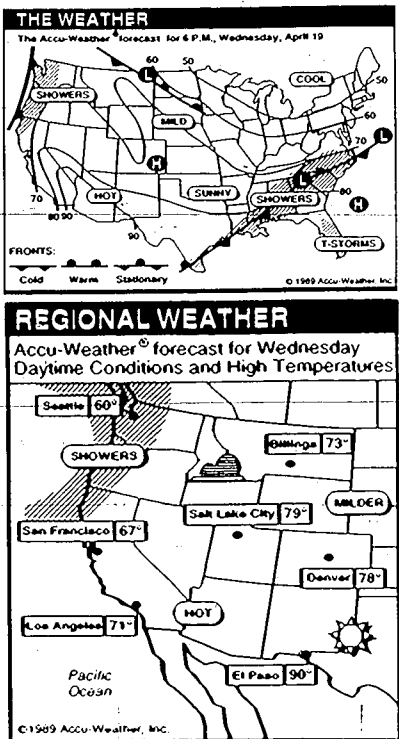 THE WEATHER
The Accu-Weather® forecast for 6 P.M., Wednesday, April 19
60
50
COOL
50
SHOWERS
L
60
MILD
70
L
H
HOT
SUNNY
L
SHOWERS
80
H
70
80
90
90
T-STORMS
FRONTS:
Cold
Warm
Stationary
© 1989 Accu-Weather, Inc.
REGIONAL WEATHER
Accu-Weather® forecast for Wednesday
Daytime Conditions and High Temperatures
Seattle 60°
Billings 73°
SHOWERS
Salt Lake City 79°
MILDER
San Francisco 67°
Denver 78°
Los Angeles 71°
HOT
El Paso 90°
Pacific
Ocean
©1989 Accu-Weather, Inc.